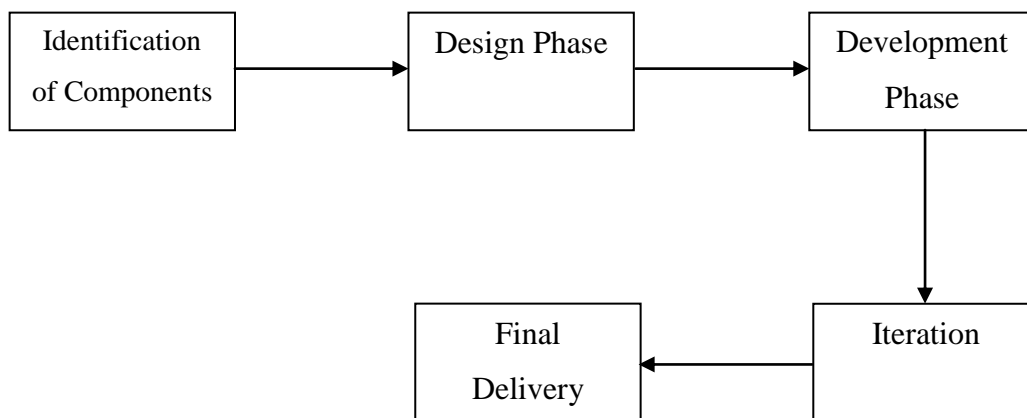 Identification
of Components
Design Phase
Development
Phase
Iteration
Final
Delivery